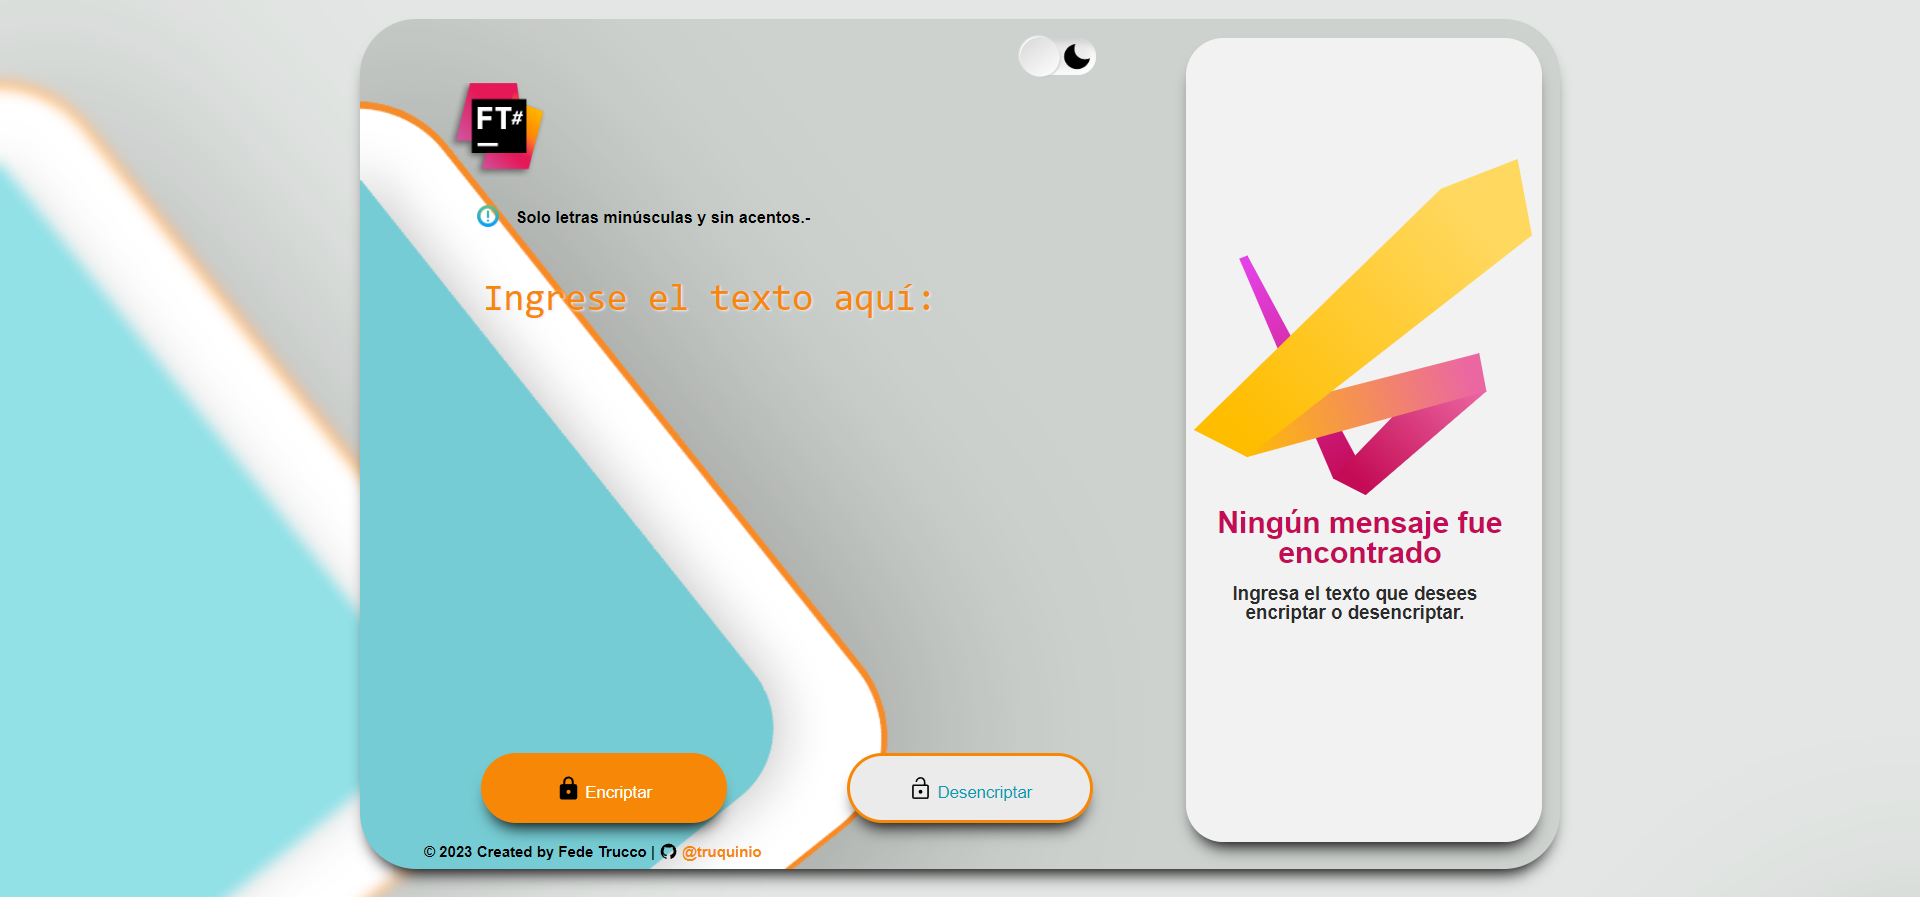 FT#
Solo letras minúsculas y sin acentos.-
Ingrese el texto aquí:
Encriptar
Desencriptar
© 2023 Created by Fede Trucco | @truquinio
Ningún mensaje fue
encontrado
Ingresa el texto que desees
encriptar o desencriptar.